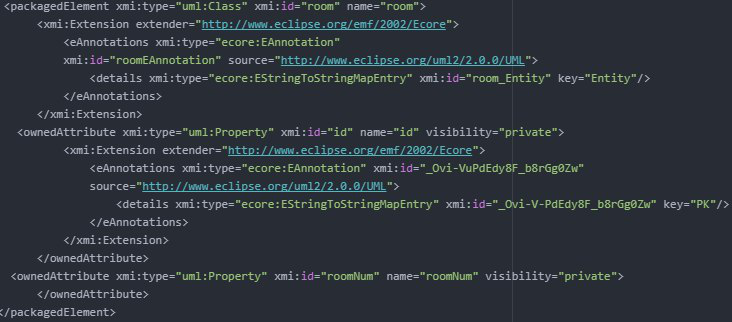 <packagedElement xmi:type="uml:Class" xmi:id="room" name="room">
<xmi:Extension extender="http://www.eclipse.org/emf/2002/Ecore">
<eAnnotations xmi:type="ecore:EAnnotation"
xmi:id="roomEAnnotation" source="http://www.eclipse.org/uml2/2.0.0/UML">
<details xmi:type="ecore:EStringToStringMapEntry" xmi:id="room_Entity" key="Entity"/>
</eAnnotations>
</xmi:Extension>
<ownedAttribute xmi:type="uml:Property" xmi:id="id" name="id" visibility="private">
<xmi:Extension extender="http://www.eclipse.org/emf/2002/Ecore">
<eAnnotations xmi:type="ecore:EAnnotation" xmi:id="_Ovi-VuPdEdy8F_b8rGg0Zw"
source="http://www.eclipse.org/uml2/2.0.0/UML">
<details xmi:type="ecore:EStringToStringMapEntry" xmi:id="_Ovi-V-PdEdy8F_b8rGg0Zw" key="PK"/>
</eAnnotations>
</xmi:Extension>
</ownedAttribute>
<ownedAttribute xmi:type="uml:Property" xmi:id="roomNum" name="roomNum" visibility="private">
</ownedAttribute>
</packagedElement>